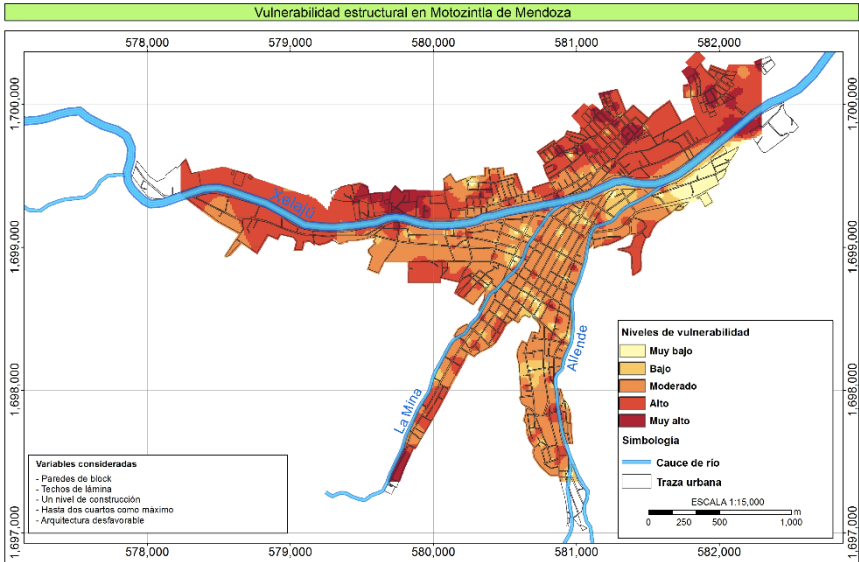 Vulnerabilidad estructural en Motozintla de Mendoza
578,000 579,000 580,000 581,000 582,000
1,700,000
1,699,000
1,698,000
1,697,000
Xelajú
La Mina
Allende
Niveles de vulnerabilidad
Muy bajo
Bajo
Moderado
Alto
Muy alto
Simbología
Cauce de río
Traza urbana
ESCALA 1:15,000
0 250 500 1,000
m
Variables consideradas
- Paredes de block
- Techos de lámina
- Un nivel de construcción
- Hasta dos cuartos como máximo
- Arquitectura desfavorable
1,700,000
1,699,000
1,698,000
1,697,000
578,000 579,000 580,000 581,000 582,000